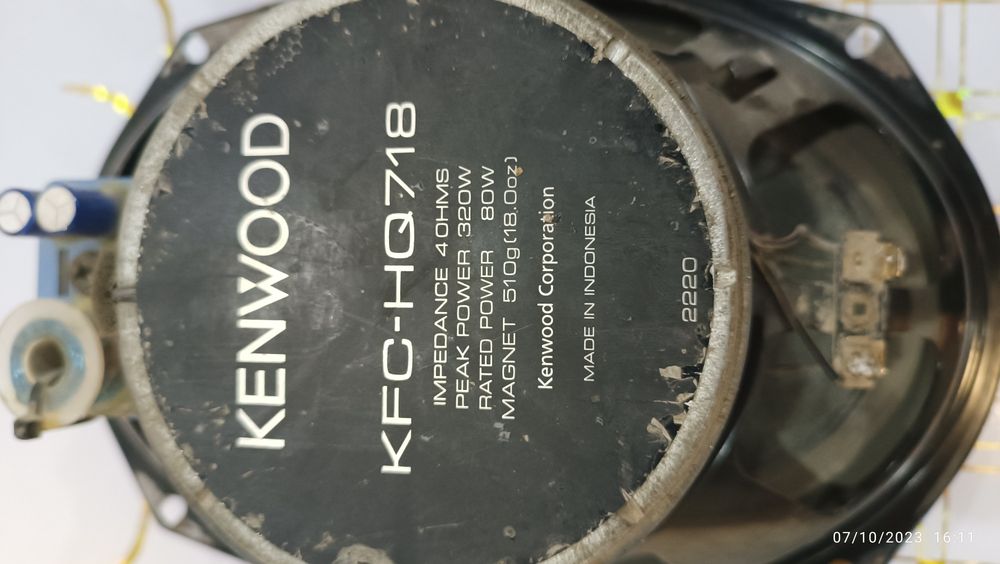 KENWOOD
KFC-HQ718
IMPEDANCE 4OHMS
PEAK POWER 320W
RATED POWER 80W
MAGNET 510g(18.0oz)
Kenwood Corporation
MADE IN INDONESIA
2220
07/10/2023 16:11